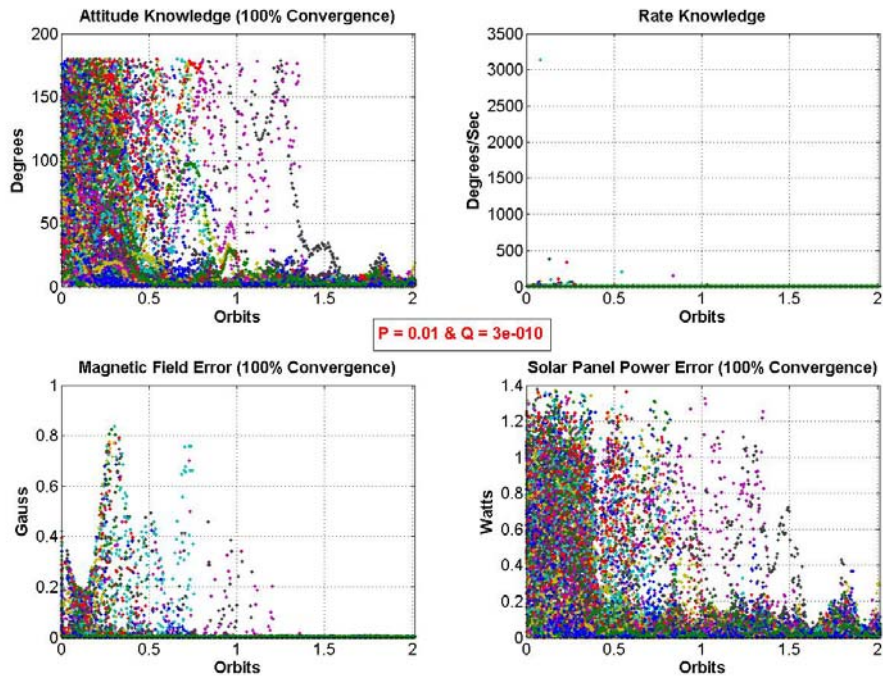 Attitude Knowledge (100% Convergence)
200
150
100
50
0
Degrees
0 0.5 1 1.5 2
Orbits
Rate Knowledge
3500
3000
2500
2000
1500
1000
500
0
Degrees/Sec
0 0.5 1 1.5 2
Orbits
P = 0.01 & Q = 3e-010
Magnetic Field Error (100% Convergence)
1
0.8
0.6
0.4
0.2
0
Gauss
0 0.5 1 1.5 2
Orbits
Solar Panel Power Error (100% Convergence)
1.4
1.2
1
0.8
0.6
0.4
0.2
0
Watts
0 0.5 1 1.5 2
Orbits